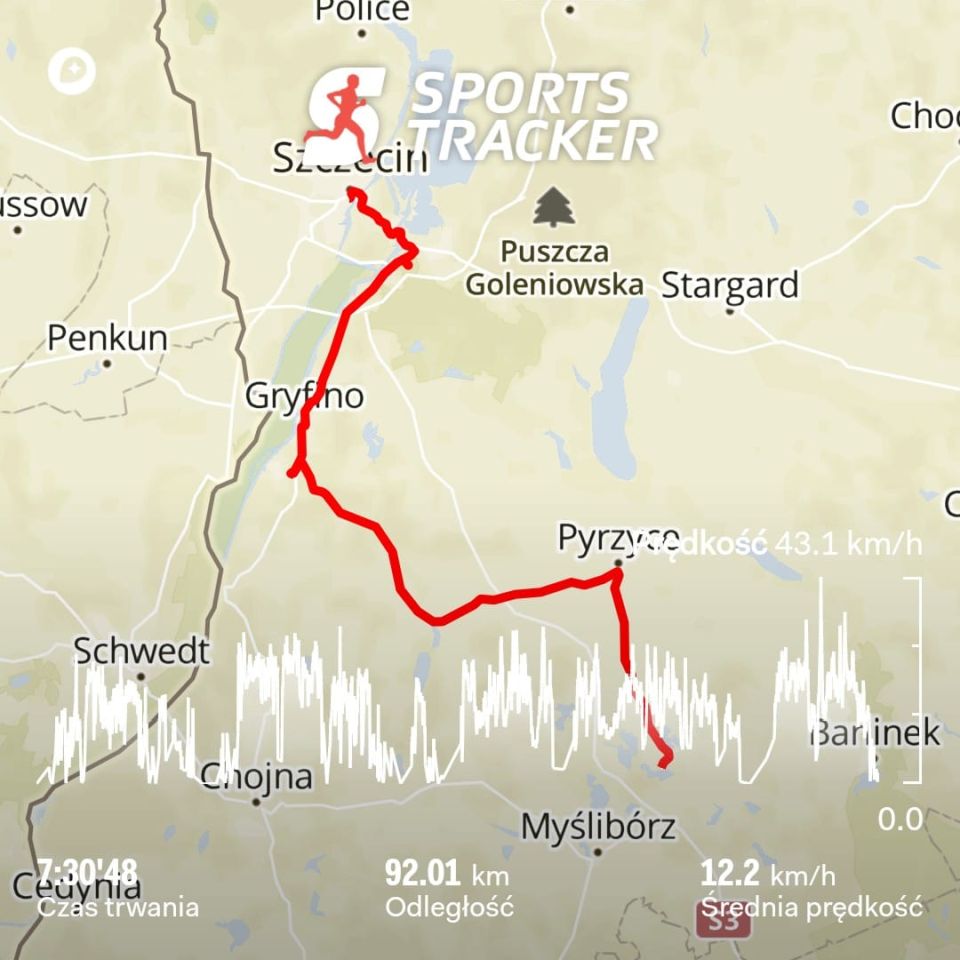 Police
SPORTS
TRACKER
Szczecin
Choc
ussow
Puszcza
Goleniowska
Stargard
Penkun
Gryfino
C
Pyrzyce
Prędkość 43.1 km/h
Schwedt
Barlinek
Chojna
0.0
Myślibórz
7:30'48
92.01 km
12.2 km/h
Cedynia
Czas trwania
Odległość
Średnia prędkość
S3